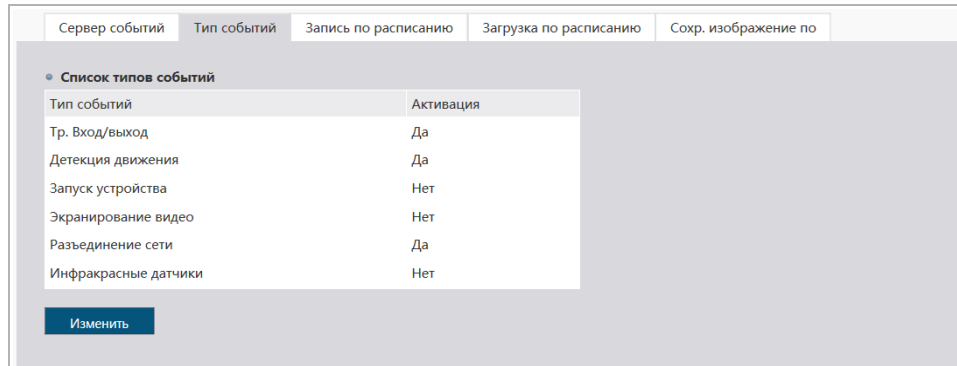 Сервер событий Тип событий Запись по расписанию Загрузка по расписанию Сохр. изображение по
Список типов событий
Тип событий Активация
Тр. Вход/выход Да
Детекция движения Да
Запуск устройства Нет
Экранирование видео Нет
Разъединение сети Да
Инфракрасные датчики Нет
Изменить